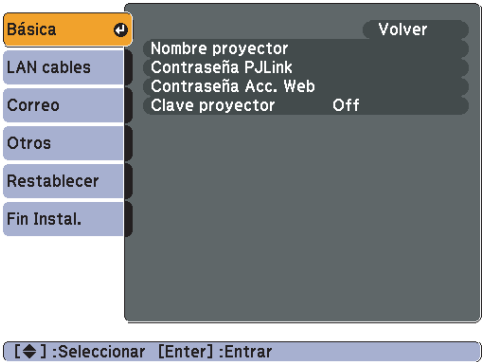 Básica
LAN cables
Correo
Otros
Restablecer
Fin Instal.
Volver
Nombre proyector
Contraseña PJLink
Contraseña Acc. Web
Clave proyector Off
[ ] :Seleccionar [Enter] :Entrar